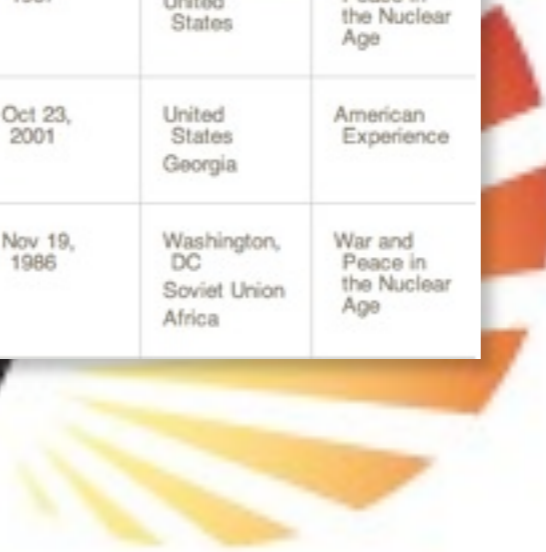 United
States
the Nuclear
Age
Oct 23,
2001
United
States
Georgia
American
Experience
Nov 19,
1986
Washington,
DC
Soviet Union
Africa
War and
Peace in
the Nuclear
Age